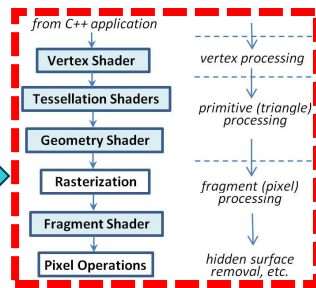 from C++ application
Vertex Shader
Tessellation Shaders
Geometry Shader
Rasterization
Fragment Shader
Pixel Operations
vertex processing
primitive (triangle)
processing
fragment (pixel)
processing
hidden surface
removal, etc.